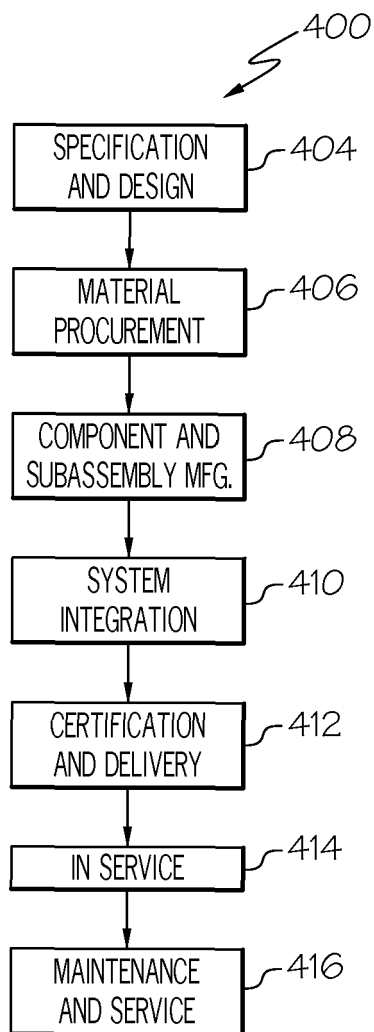 400
SPECIFICATION
AND DESIGN
404
MATERIAL
PROCUREMENT
406
COMPONENT AND
SUBASSEMBLY MFG.
408
SYSTEM
INTEGRATION
410
CERTIFICATION
AND DELIVERY
412
IN SERVICE
414
MAINTENANCE
AND SERVICE
416